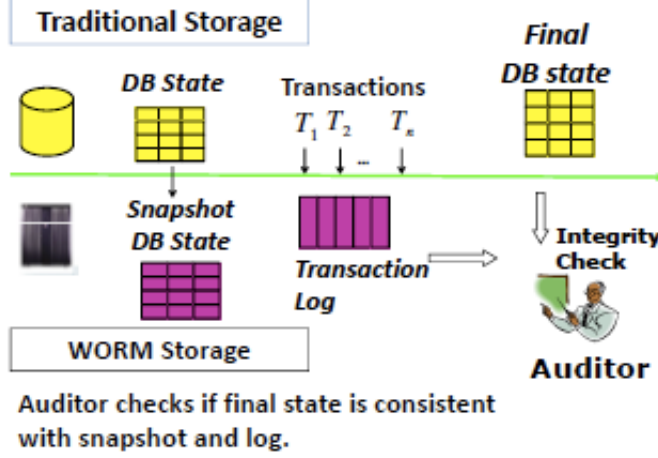 Traditional Storage
Final
DB state
DB State
Transactions
T₁ T₂ ... Tₙ
Snapshot
DB State
Transaction
Log
Integrity
Check
Auditor
WORM Storage
Auditor checks if final state is consistent
with snapshot and log.